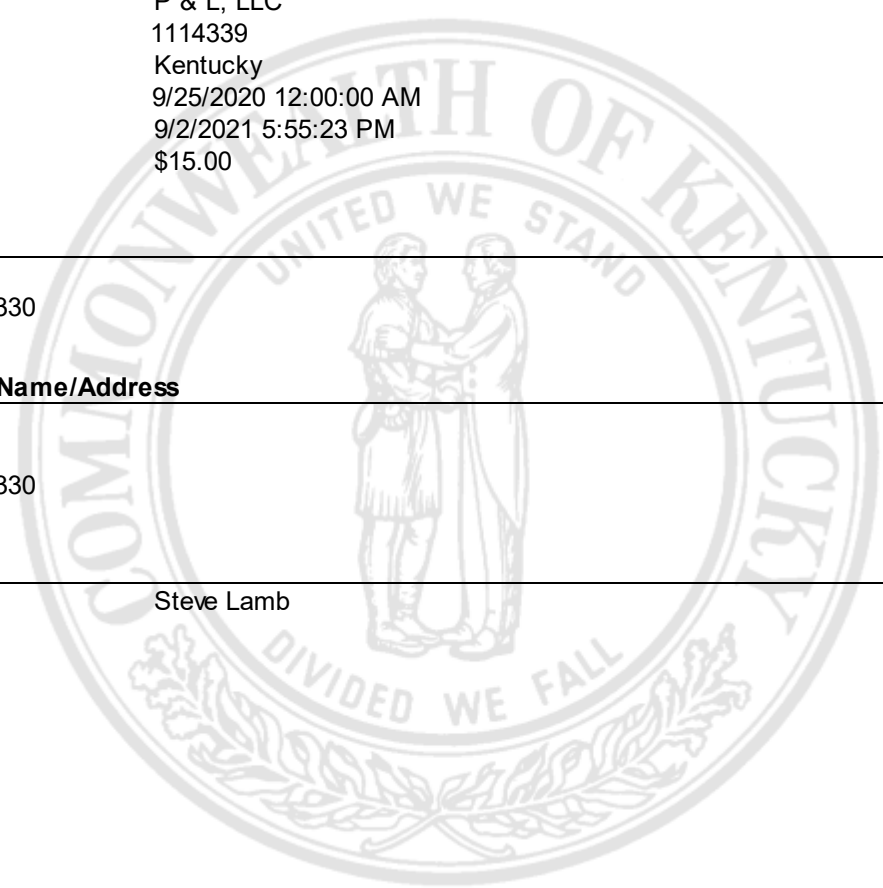 P & L, LLC
1114339
Kentucky
9/25/2020 12:00:00 AM
9/2/2021 5:55:23 PM
$15.00
330
Name/Address
330
Steve Lamb
COMMONWEALTH OF KENTUCKY
UNITED WE STAND
DIVIDED WE FALL